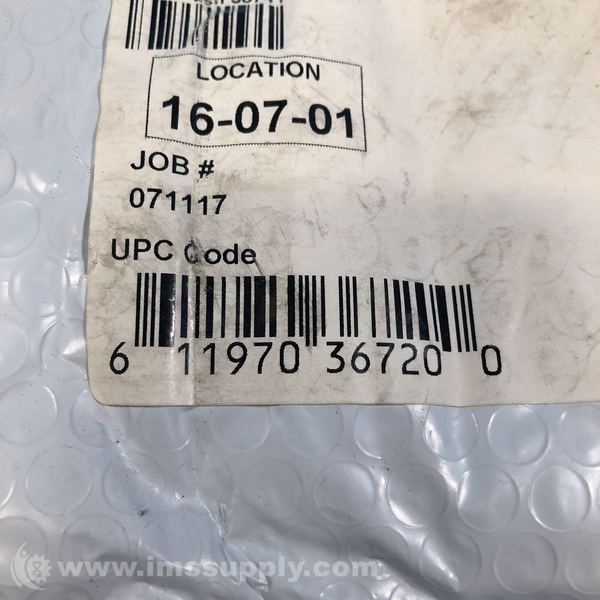 LOCATION
16-07-01
JOB #
071117
UPC Code
6 11970 36720 0
www.imssupply.com